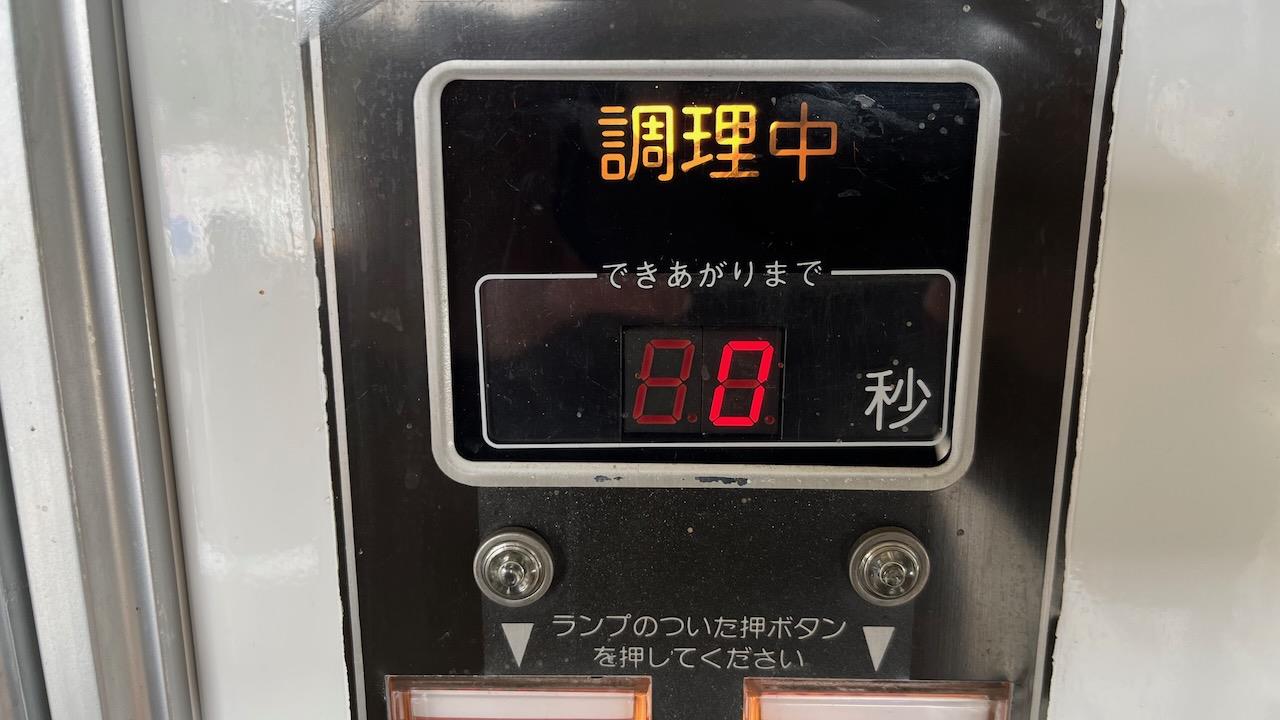 調理中
できあがりまで
0 秒
ランプのついた押ボタン
を押してください